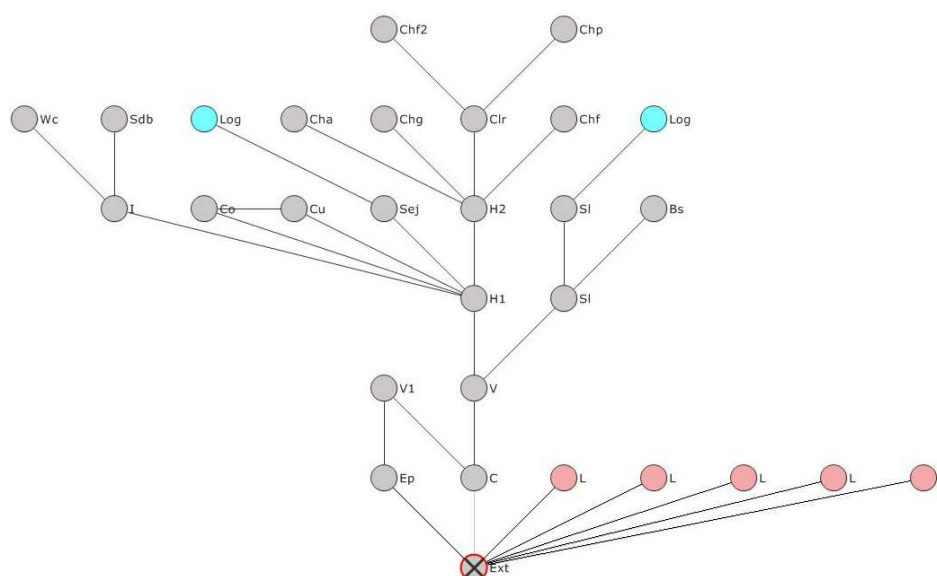 Chf2 Chp
Wc Sdb Log Cha Chg Clr Chf Log
I Co Cu Sej H2 Sl Bs
H1 Sl
V1 V
Ep C L L L L
Ext